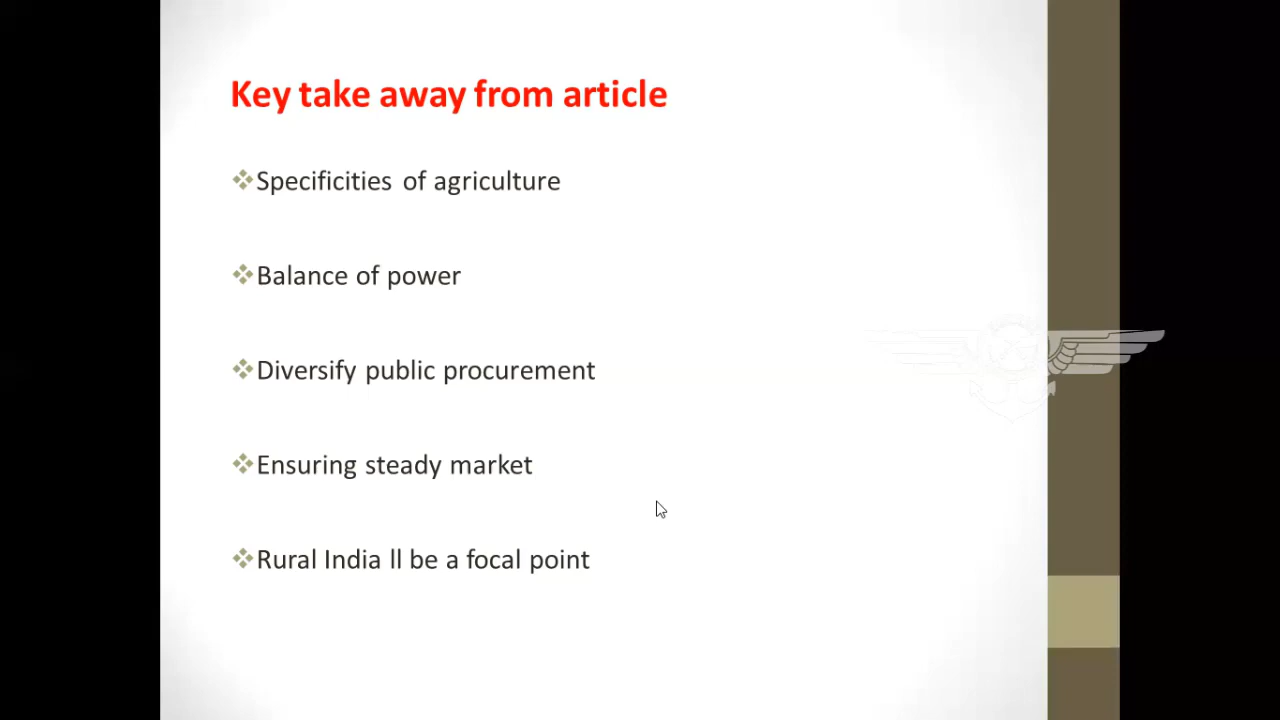 Key take away from article
Specificities of agriculture
Balance of power
Diversify public procurement
Ensuring steady market
Rural India ll be a focal point